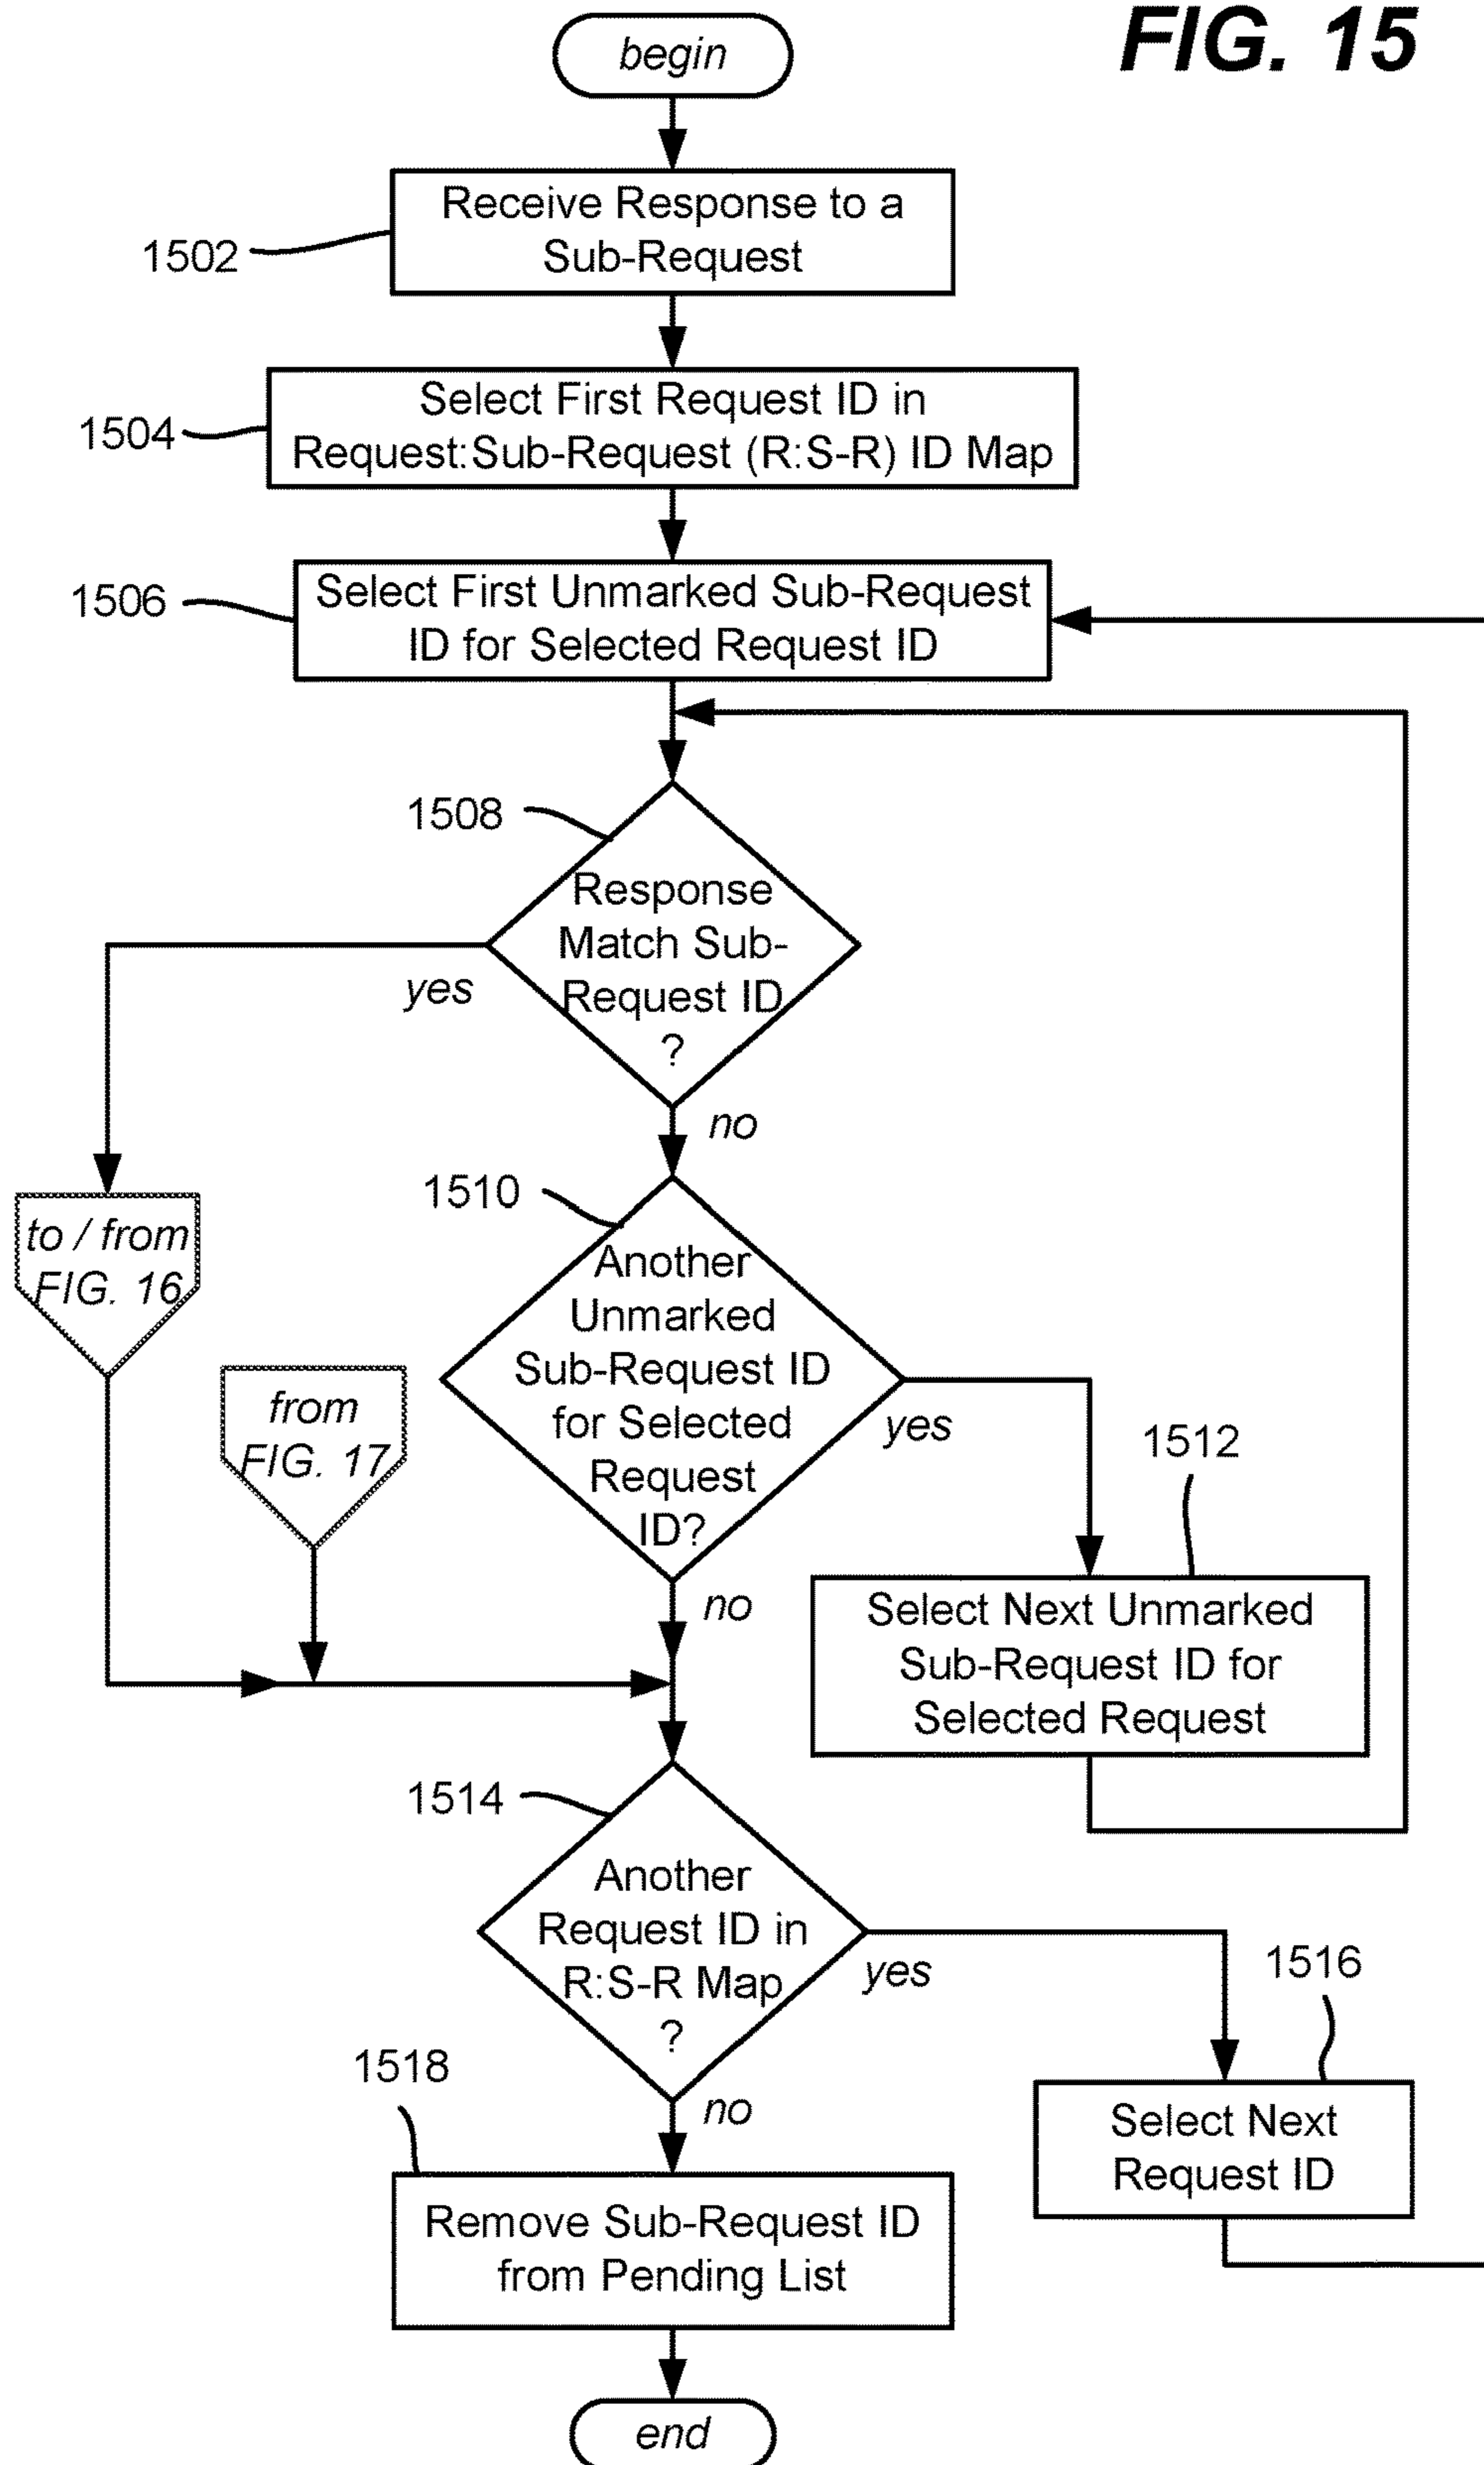 FIG. 15
begin
Receive Response to a
Sub-Request
1502
Select First Request ID in
Request:Sub-Request (R:S-R) ID Map
1504
Select First Unmarked Sub-Request
ID for Selected Request ID
1506
1508
Response
Match Sub-
Request ID
?
yes
no
to / from
FIG. 16
1510
Another
Unmarked
Sub-Request ID
for Selected
Request
ID?
yes
no
from
FIG. 17
1512
Select Next Unmarked
Sub-Request ID for
Selected Request
1514
Another
Request ID in
R:S-R Map
?
yes
no
1516
Select Next
Request ID
1518
Remove Sub-Request ID
from Pending List
end